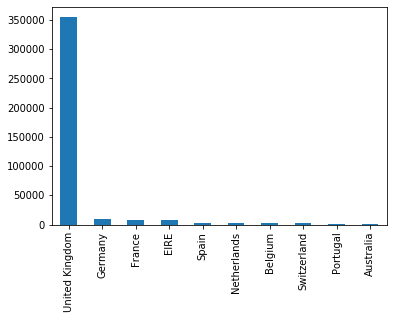 350000
300000
250000
200000
150000
100000
50000
0
United Kingdom
Germany
France
EIRE
Spain
Netherlands
Belgium
Switzerland
Portugal
Australia